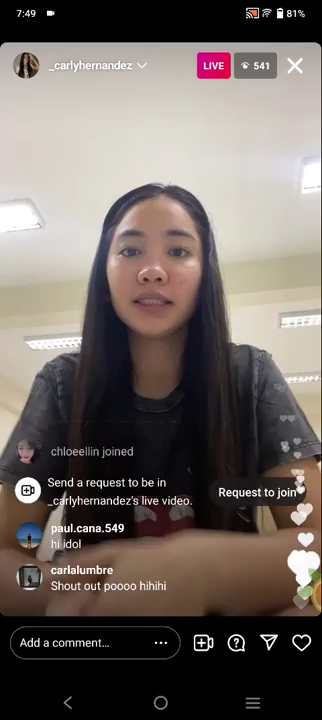 7:49
81%
_carlyhernandez
LIVE
541
chloeellin joined
Send a request to be in
_carlyhernandez's live video.
Request to join
paul.cana.549
hi idol
carlalumbre
Shout out poooo hihihi
Add a comment...